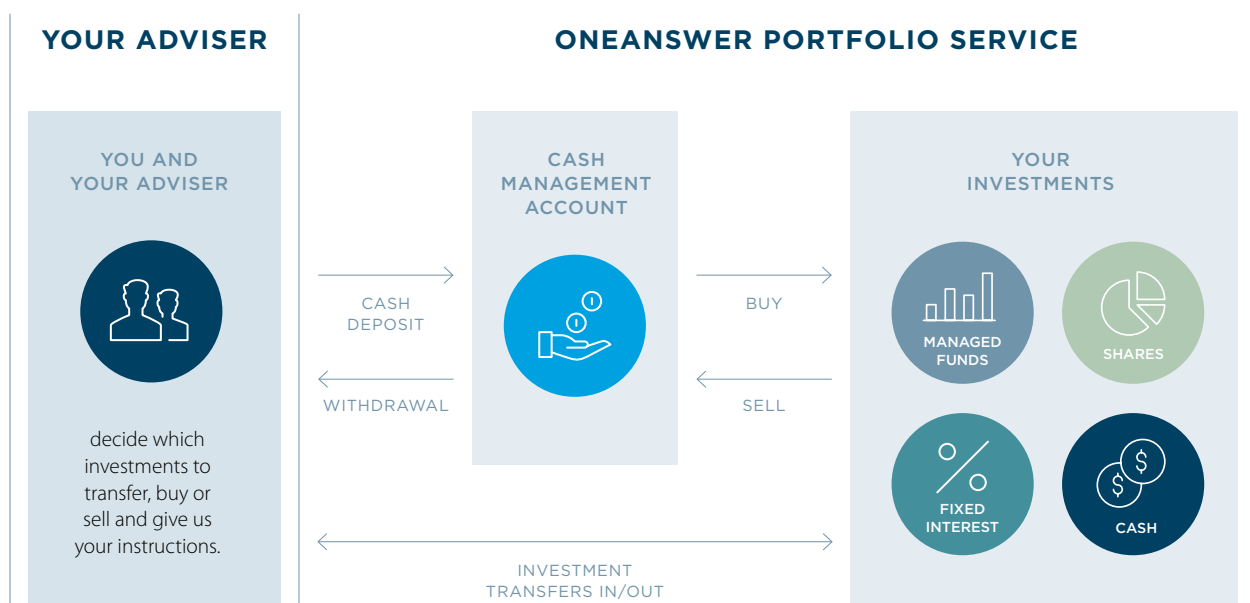 YOUR ADVISER
ONEANSWER PORTFOLIO SERVICE
YOU AND
YOUR ADVISER
decide which
investments to
transfer, buy or
sell and give us
your instructions.
CASH
DEPOSIT
WITHDRAWAL
CASH
MANAGEMENT
ACCOUNT
BUY
SELL
INVESTMENT
TRANSFERS IN/OUT
YOUR
INVESTMENTS
MANAGED
FUNDS
SHARES
%
FIXED
INTEREST
$
$
CASH